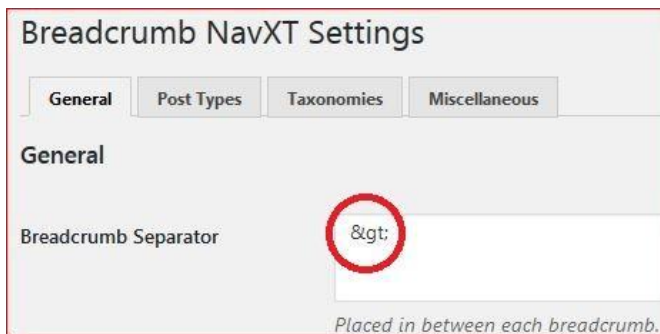 Breadcrumb NavXT Settings
General Post Types Taxonomies Miscellaneous
General
Breadcrumb Separator &gt;
Placed in between each breadcrumb.